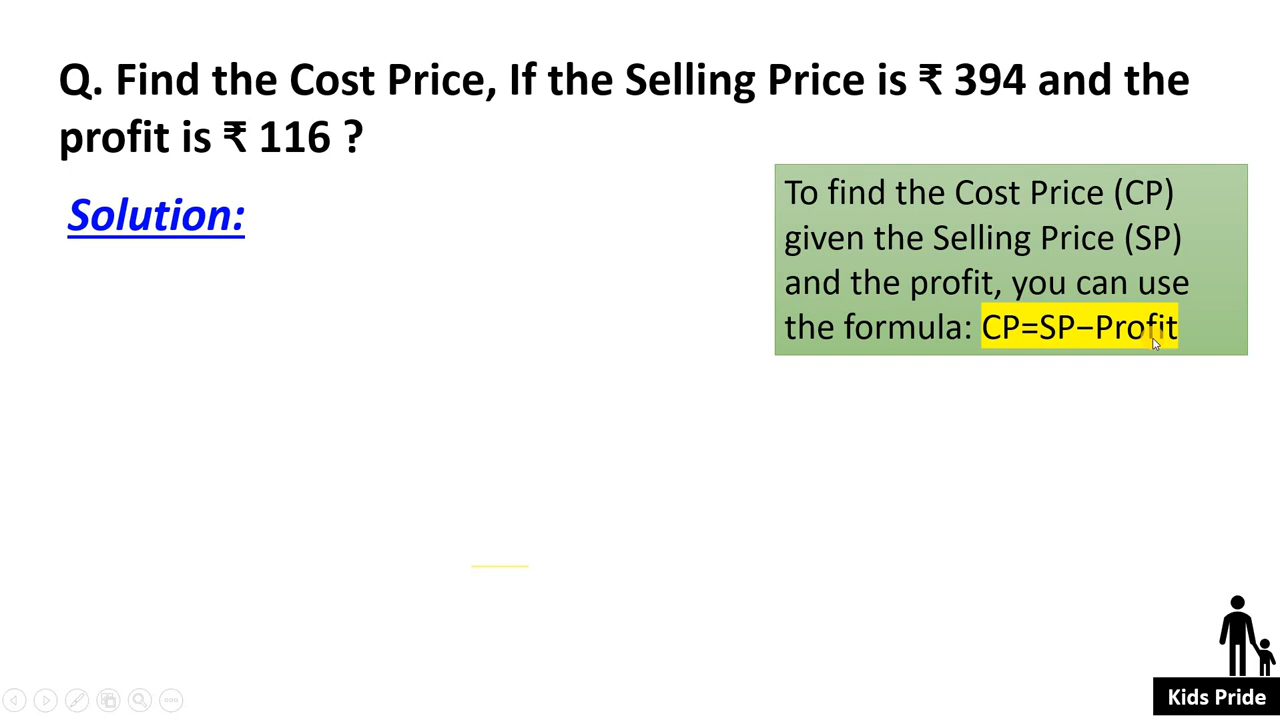 Q. Find the Cost Price, If the Selling Price is ₹ 394 and the
profit is ₹ 116 ?
Solution:
To find the Cost Price (CP)
given the Selling Price (SP)
and the profit, you can use
the formula: CP=SP−Profit
Kids Pride